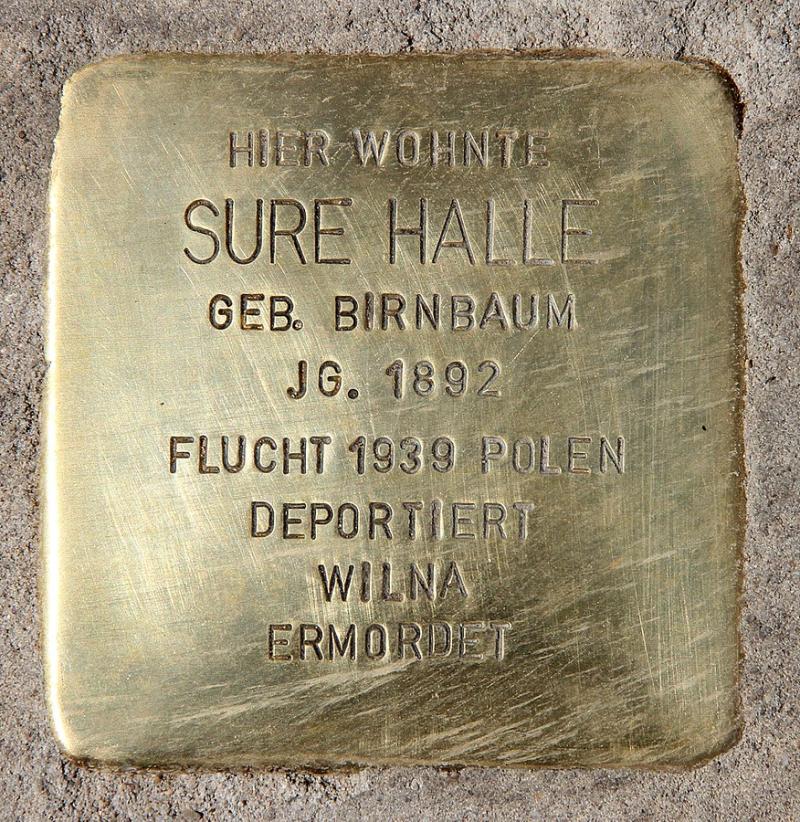 HIER WOHNTE
SURE HALLE
GEB. BIRNBAUM
JG. 1892
FLUCHT 1939 POLEN
DEPORTIERT
WILNA
ERMORDET